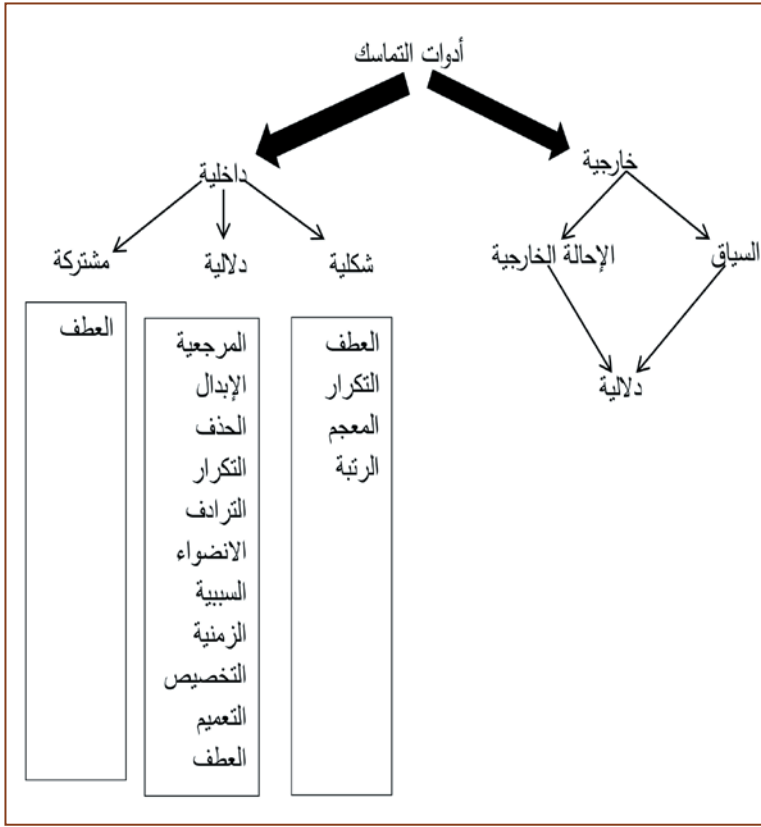 أدوات التماسك
خارجية
داخلية
السياق
الإحالة الخارجية
دلالية
شكلية
دلالية
مشتركة
العطف
التكرار
المعجم
الرتبة
المرجعية
الإبدال
الحذف
التكرار
الترادف
الانضواء
السببية
الزمنية
التخصيص
التعميم
العطف
العطف